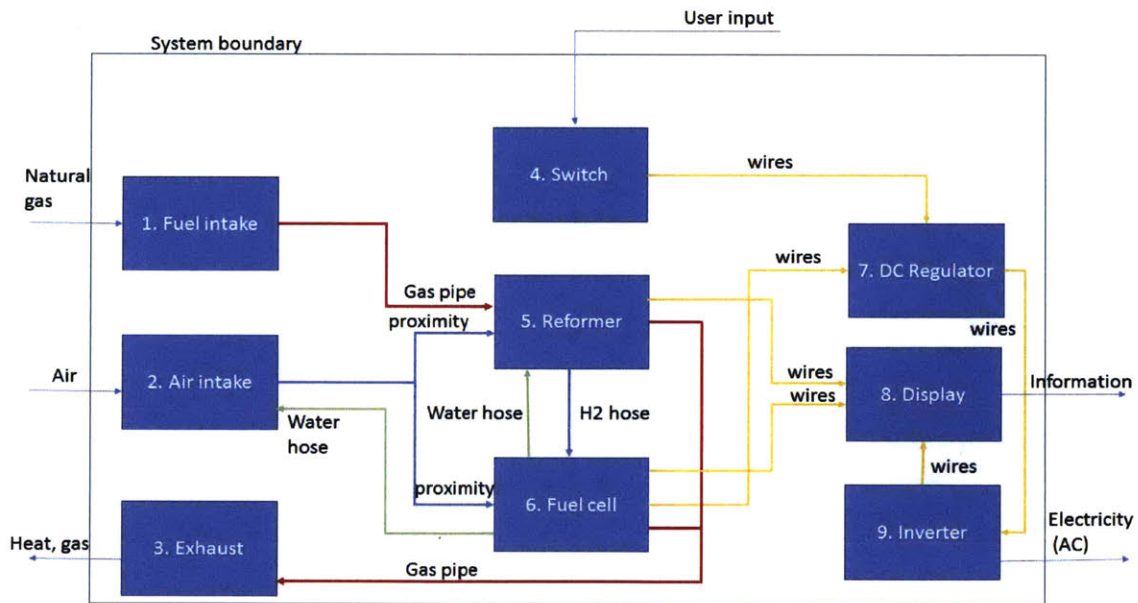 User input
System boundary
4. Switch
wires
Natural
gas
1. Fuel intake
wires
7. DC Regulator
Gas pipe
proximity
5. Reformer
wires
Air
2. Air intake
wires
wires
8. Display
Information
Water
hose
Water hose
H2 hose
wires
proximity
6. Fuel cell
9. Inverter
Electricity
(AC)
Heat, gas
3. Exhaust
Gas pipe